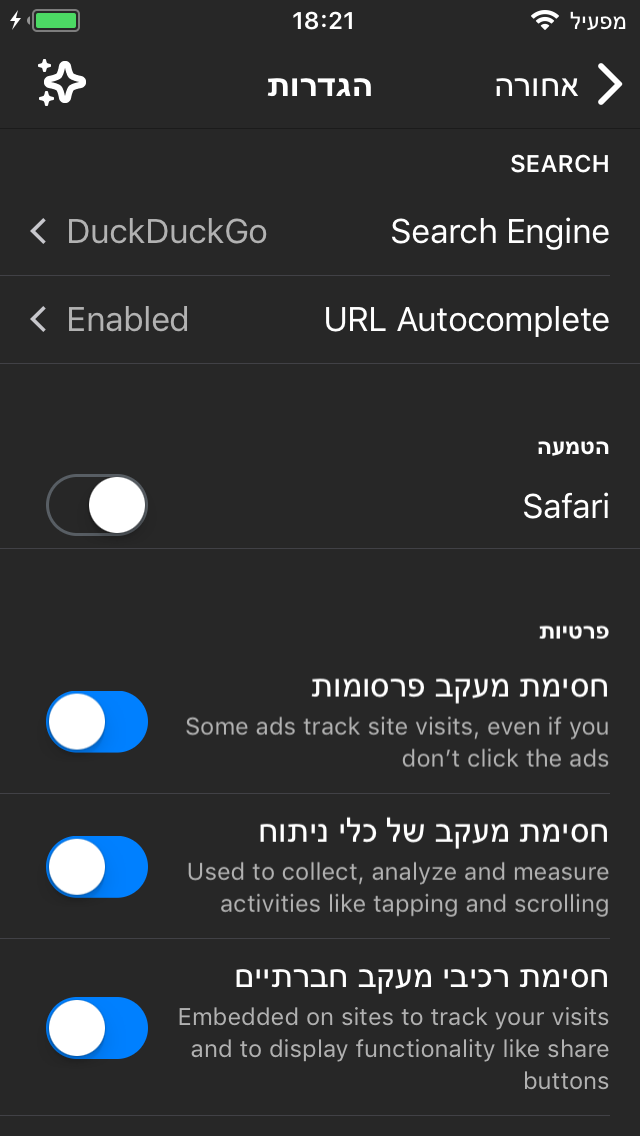 מפעיל 18:21
אחורה הגדרות
SEARCH
Search Engine DuckDuckGo
URL Autocomplete Enabled
הטמעה
Safari
פרטיות
חסימת מעקב פרסומות
Some ads track site visits, even if you
don’t click the ads
חסימת מעקב של כלי ניתוח
Used to collect, analyze and measure
activities like tapping and scrolling
חסימת רכיבי מעקב חברתיים
Embedded on sites to track your visits
and to display functionality like share
buttons